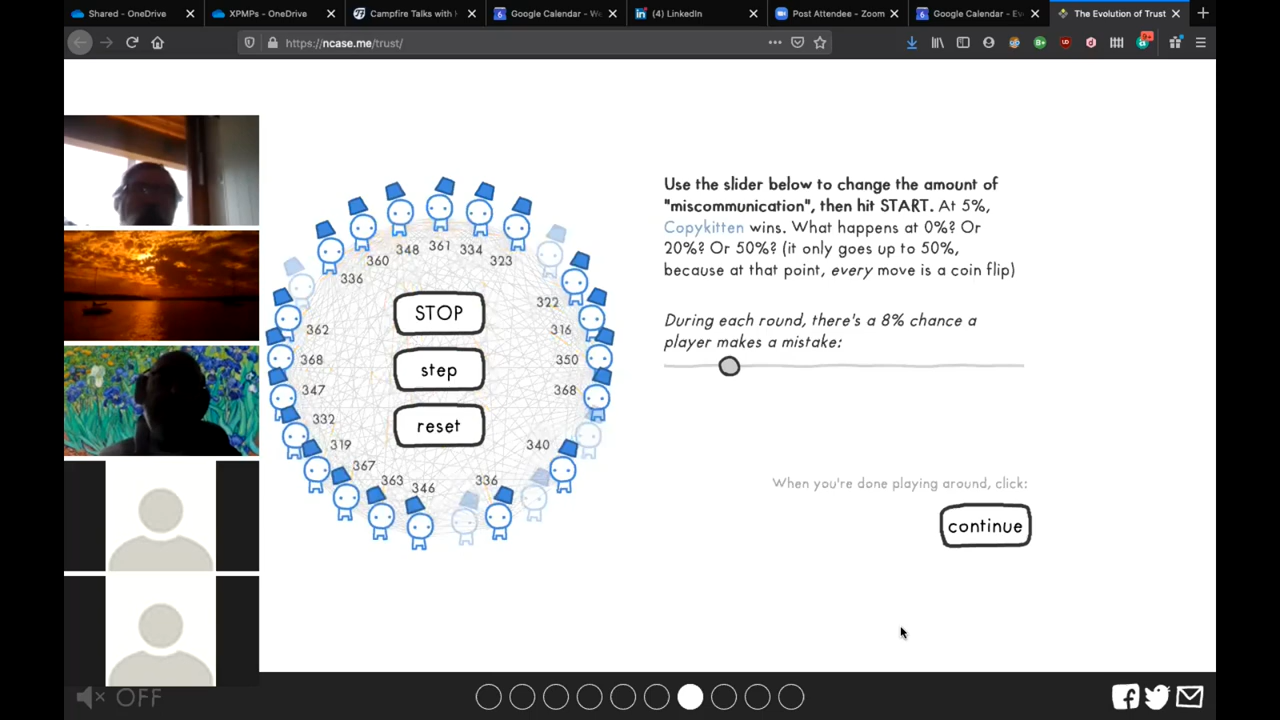 Shared - OneDrive
XPMPs - OneDrive
Campfire Talks with
Google Calendar - We
(4) LinkedIn
Post Attendee - Zoom
Google Calendar - Eve
The Evolution of Trust
https://ncase.me/trust/
9+
Use the slider below to change the amount of
"miscommunication", then hit START. At 5%,
Copykitten wins. What happens at 0%? Or
20%? Or 50%? (it only goes up to 50%,
because at that point, every move is a coin flip)
During each round, there's a 8% chance a
player makes a mistake:
336
360
348
361
334
323
322
316
350
368
340
336
346
363
367
319
332
347
368
362
STOP
step
reset
When you're done playing around, click:
continue
OFF